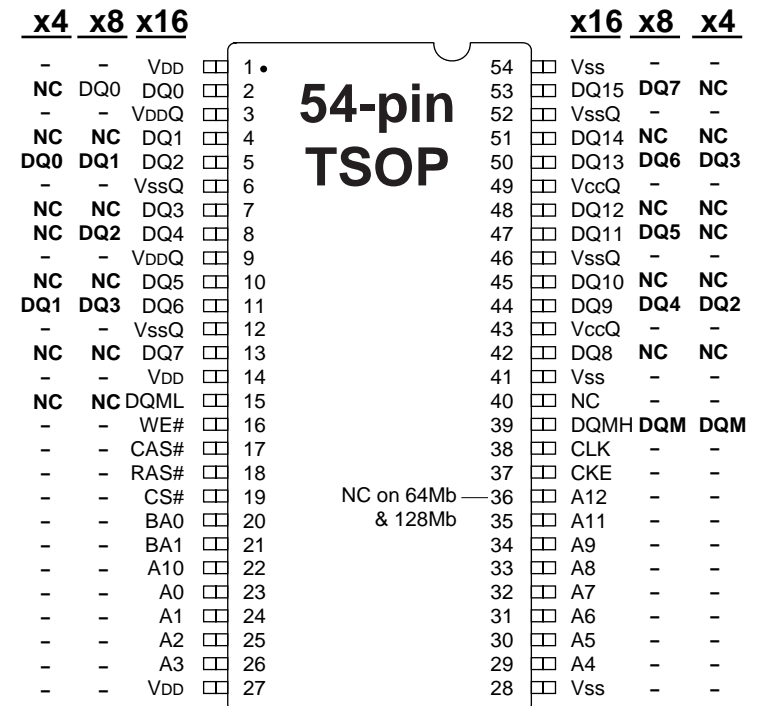 x4 x8 x16 x16 x8 x4
– – VDD 1 • 54 Vss – –
NC DQ0 DQ0 2 53 DQ15 DQ7 NC
– – VDDQ 3 52 VssQ – –
NC NC DQ1 4 51 DQ14 NC NC
DQ0 DQ1 DQ2 5 50 DQ13 DQ6 DQ3
– – VssQ 6 49 VccQ – –
NC NC DQ3 7 48 DQ12 NC NC
NC DQ2 DQ4 8 47 DQ11 DQ5 NC
– – VDDQ 9 46 VssQ – –
NC NC DQ5 10 45 DQ10 NC NC
DQ1 DQ3 DQ6 11 44 DQ9 DQ4 DQ2
– – VssQ 12 43 VccQ – –
NC NC DQ7 13 42 DQ8 NC NC
– – VDD 14 41 Vss – –
NC NC DQML 15 40 NC – –
– – WE# 16 39 DQMH DQM DQM
– – CAS# 17 38 CLK – –
– – RAS# 18 37 CKE – –
– – CS# 19 NC on 64Mb 36 A12 – –
– – BA0 20 & 128Mb 35 A11 – –
– – BA1 21 34 A9 – –
– – A10 22 33 A8 – –
– – A0 23 32 A7 – –
– – A1 24 31 A6 – –
– – A2 25 30 A5 – –
– – A3 26 29 A4 – –
– – VDD 27 28 Vss – –
54-pin
TSOP